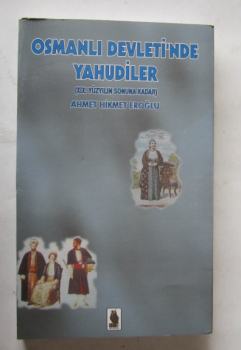 OSMANLI DEVLETİ'NDE
YAHUDİLER
(XIX. YÜZYILIN SONUNA KADAR)
AHMET HİKMET EROĞLU